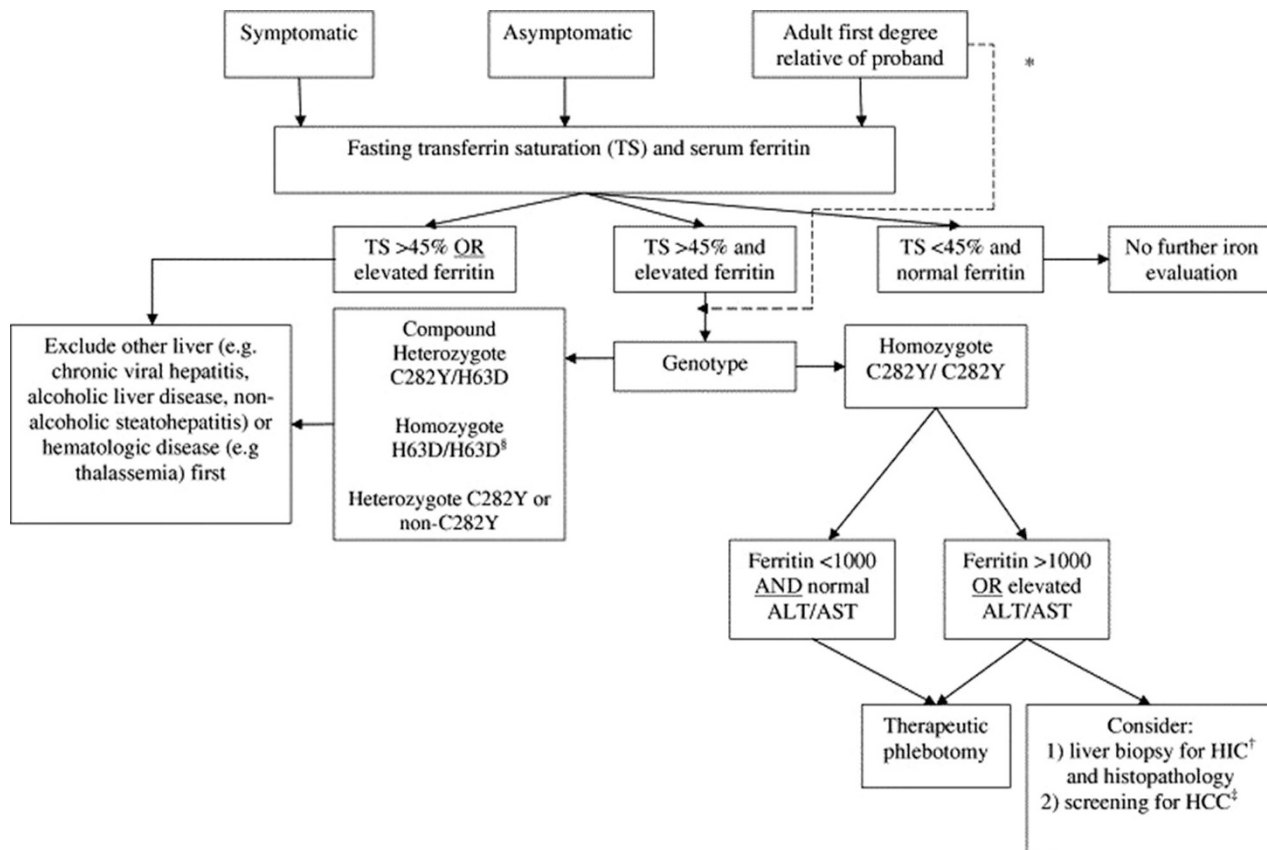 Symptomatic
Asymptomatic
Adult first degree
relative of proband
*
Fasting transferrin saturation (TS) and serum ferritin
TS >45% OR
elevated ferritin
TS >45% and
elevated ferritin
TS <45% and
normal ferritin
No further iron
evaluation
Exclude other liver (e.g.
chronic viral hepatitis,
alcoholic liver disease, non-
alcoholic steatohepatitis) or
hematologic disease (e.g
thalassemia) first
Compound
Heterozygote
C282Y/H63D
Homozygote
H63D/H63D§
Heterozygote C282Y or
non-C282Y
Genotype
Homozygote
C282Y/ C282Y
Ferritin <1000
AND normal
ALT/AST
Ferritin >1000
OR elevated
ALT/AST
Therapeutic
phlebotomy
Consider:
1) liver biopsy for HIC†
and histopathology
2) screening for HCC‡